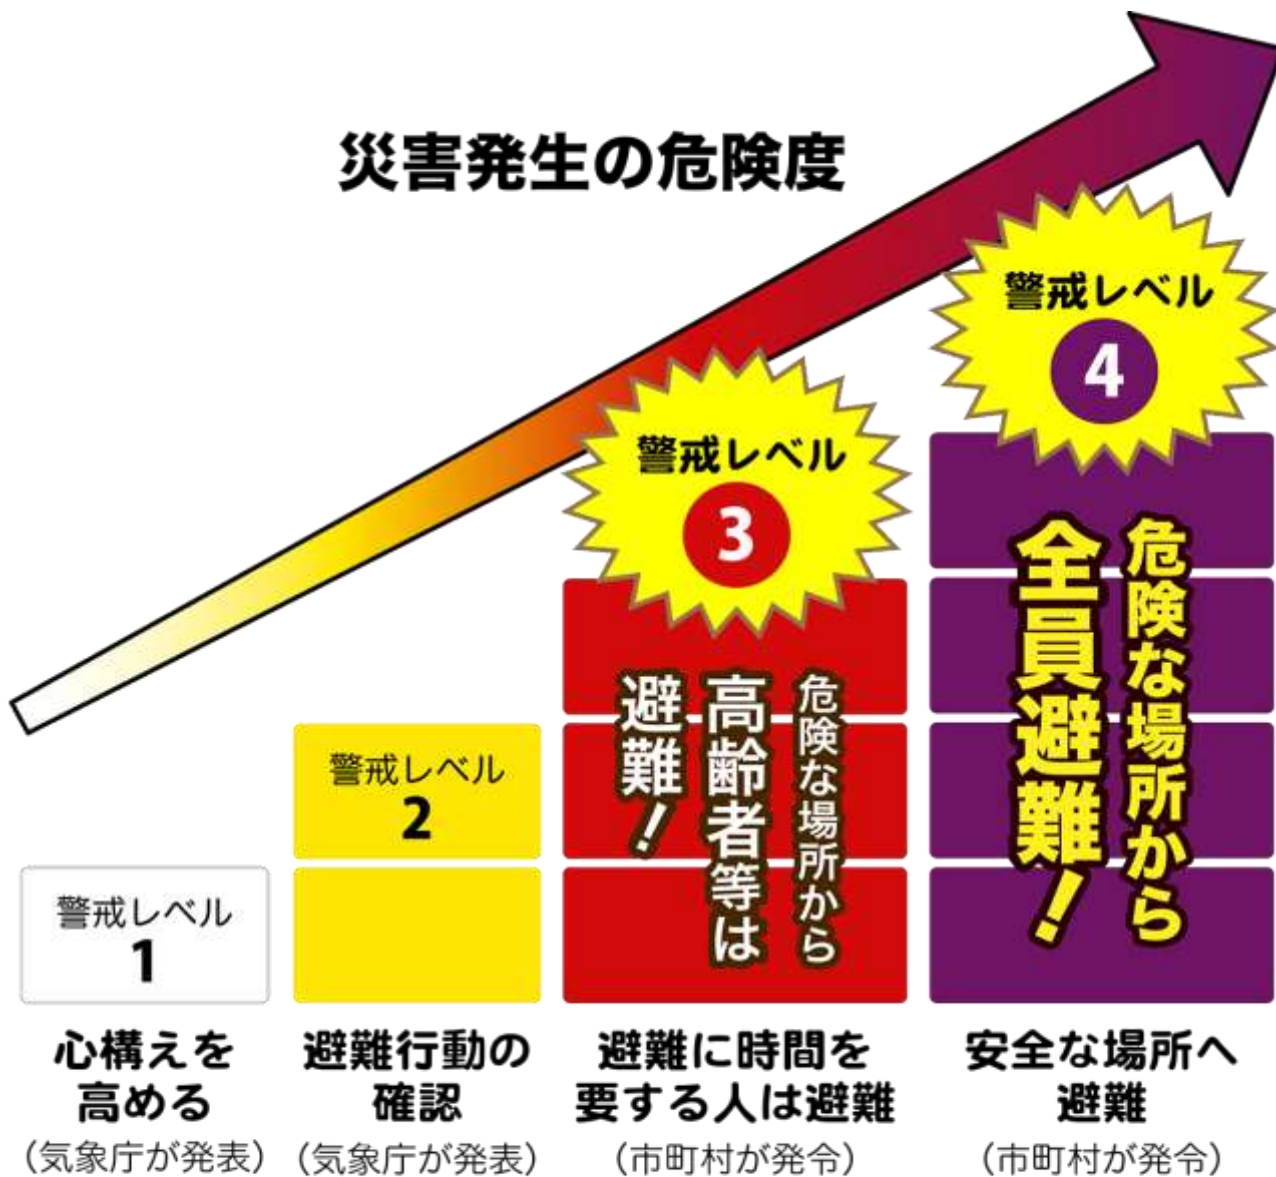 災害発生の危険度
警戒レベル
1
心構えを
高める
（気象庁が発表）
警戒レベル
2
避難行動の
確認
（気象庁が発表）
警戒レベル
3
危険な場所から
高齢者等は
避難！
避難に時間を
要する人は避難
（市町村が発令）
警戒レベル
4
危険な場所から
全員避難！
安全な場所へ
避難
（市町村が発令）